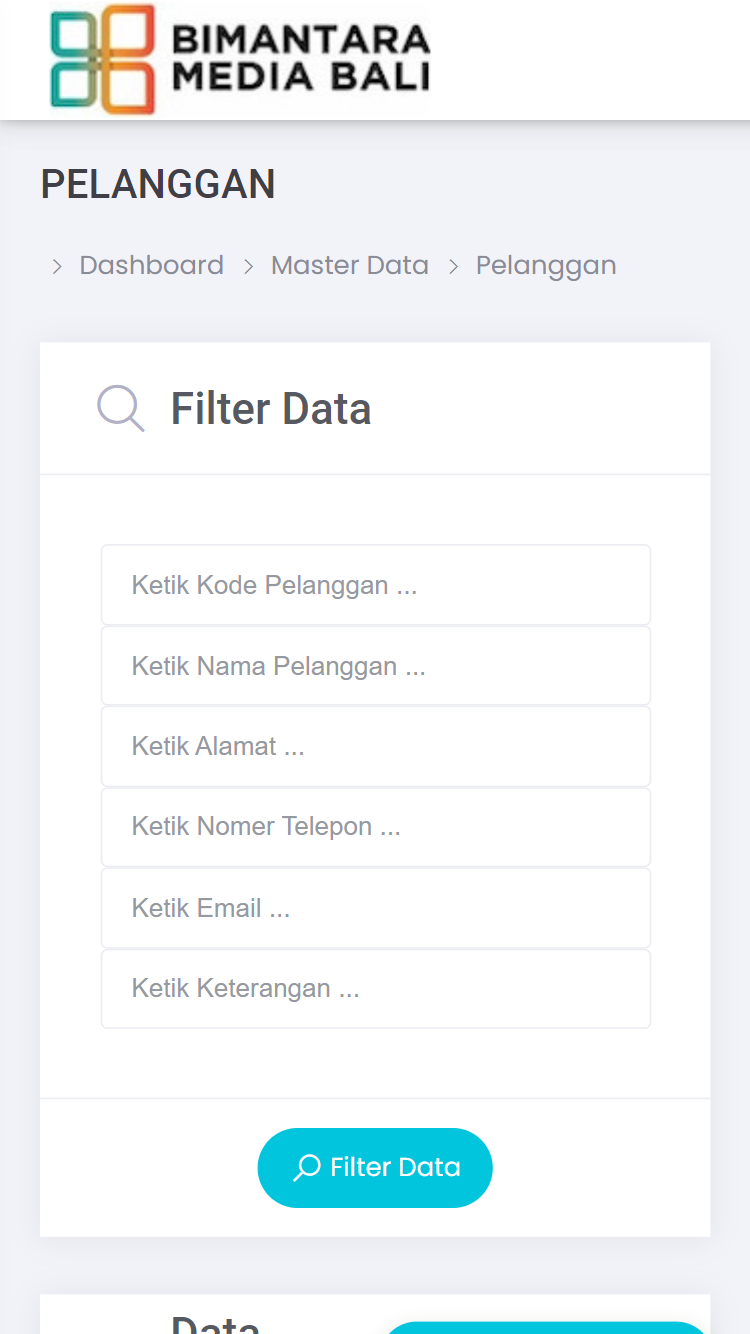 BIMANTARA
MEDIA BALI
PELANGGAN
Dashboard > Master Data > Pelanggan
Filter Data
Ketik Kode Pelanggan ...
Ketik Nama Pelanggan ...
Ketik Alamat ...
Ketik Nomer Telepon ...
Ketik Email ...
Ketik Keterangan ...
Filter Data
Data